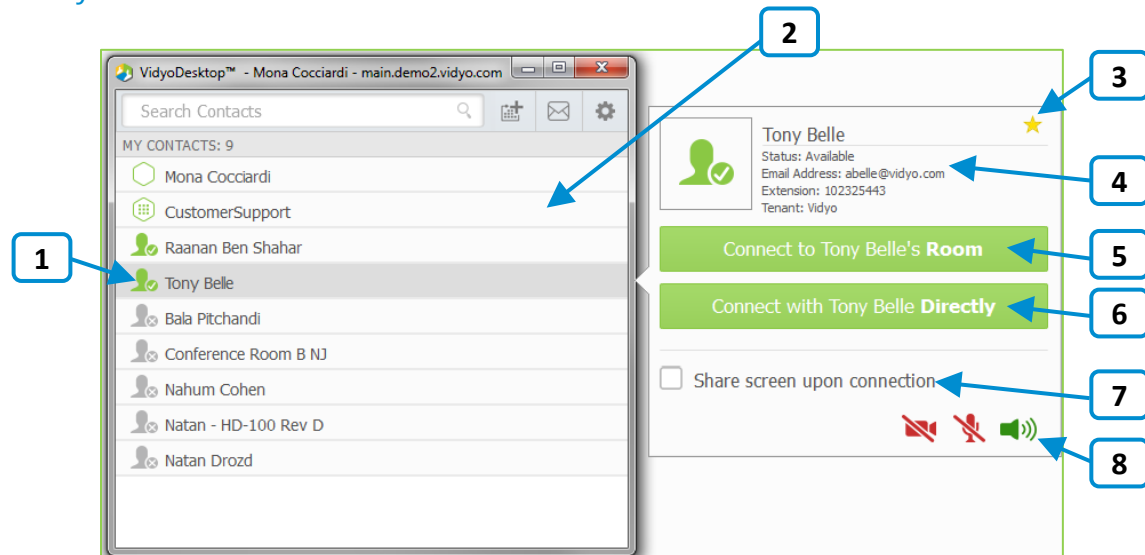 2
VidyoDesktop™ - Mona Cocciardi - main.demo2.vidyo.com
3
Search Contacts
MY CONTACTS: 9
Tony Belle
Status: Available
Email Address: abelle@vidyo.com
Extension: 102325443
Tenant: Vidyo
4
Mona Cocciardi
CustomerSupport
1
Raanan Ben Shahar
Connect to Tony Belle's Room
5
Tony Belle
Connect with Tony Belle Directly
6
Bala Pitchandi
Conference Room B NJ
Nahum Cohen
Share screen upon connection
7
Natan - HD-100 Rev D
Natan Drozd
8